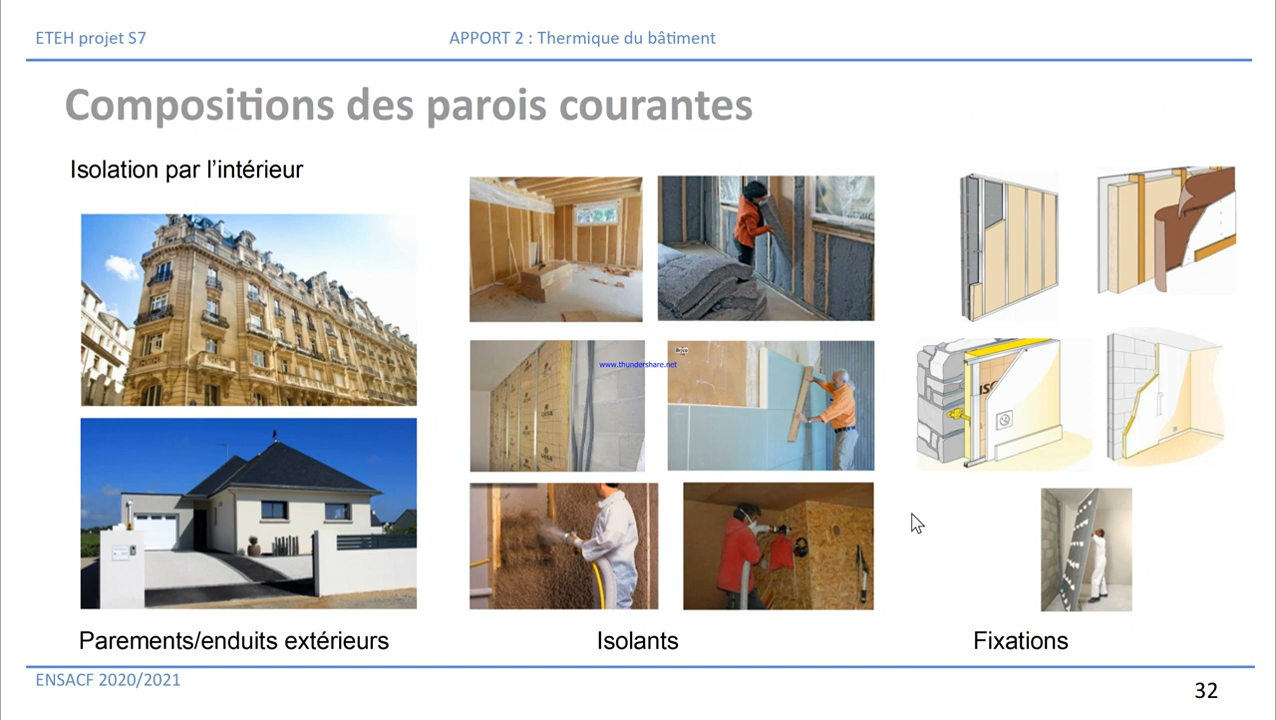 ETEH projet S7
APPORT 2 : Thermique du bâtiment
Compositions des parois courantes
Isolation par l’intérieur
www.thundershare.net
Parements/enduits extérieurs
Isolants
Fixations
ENSACF 2020/2021
32